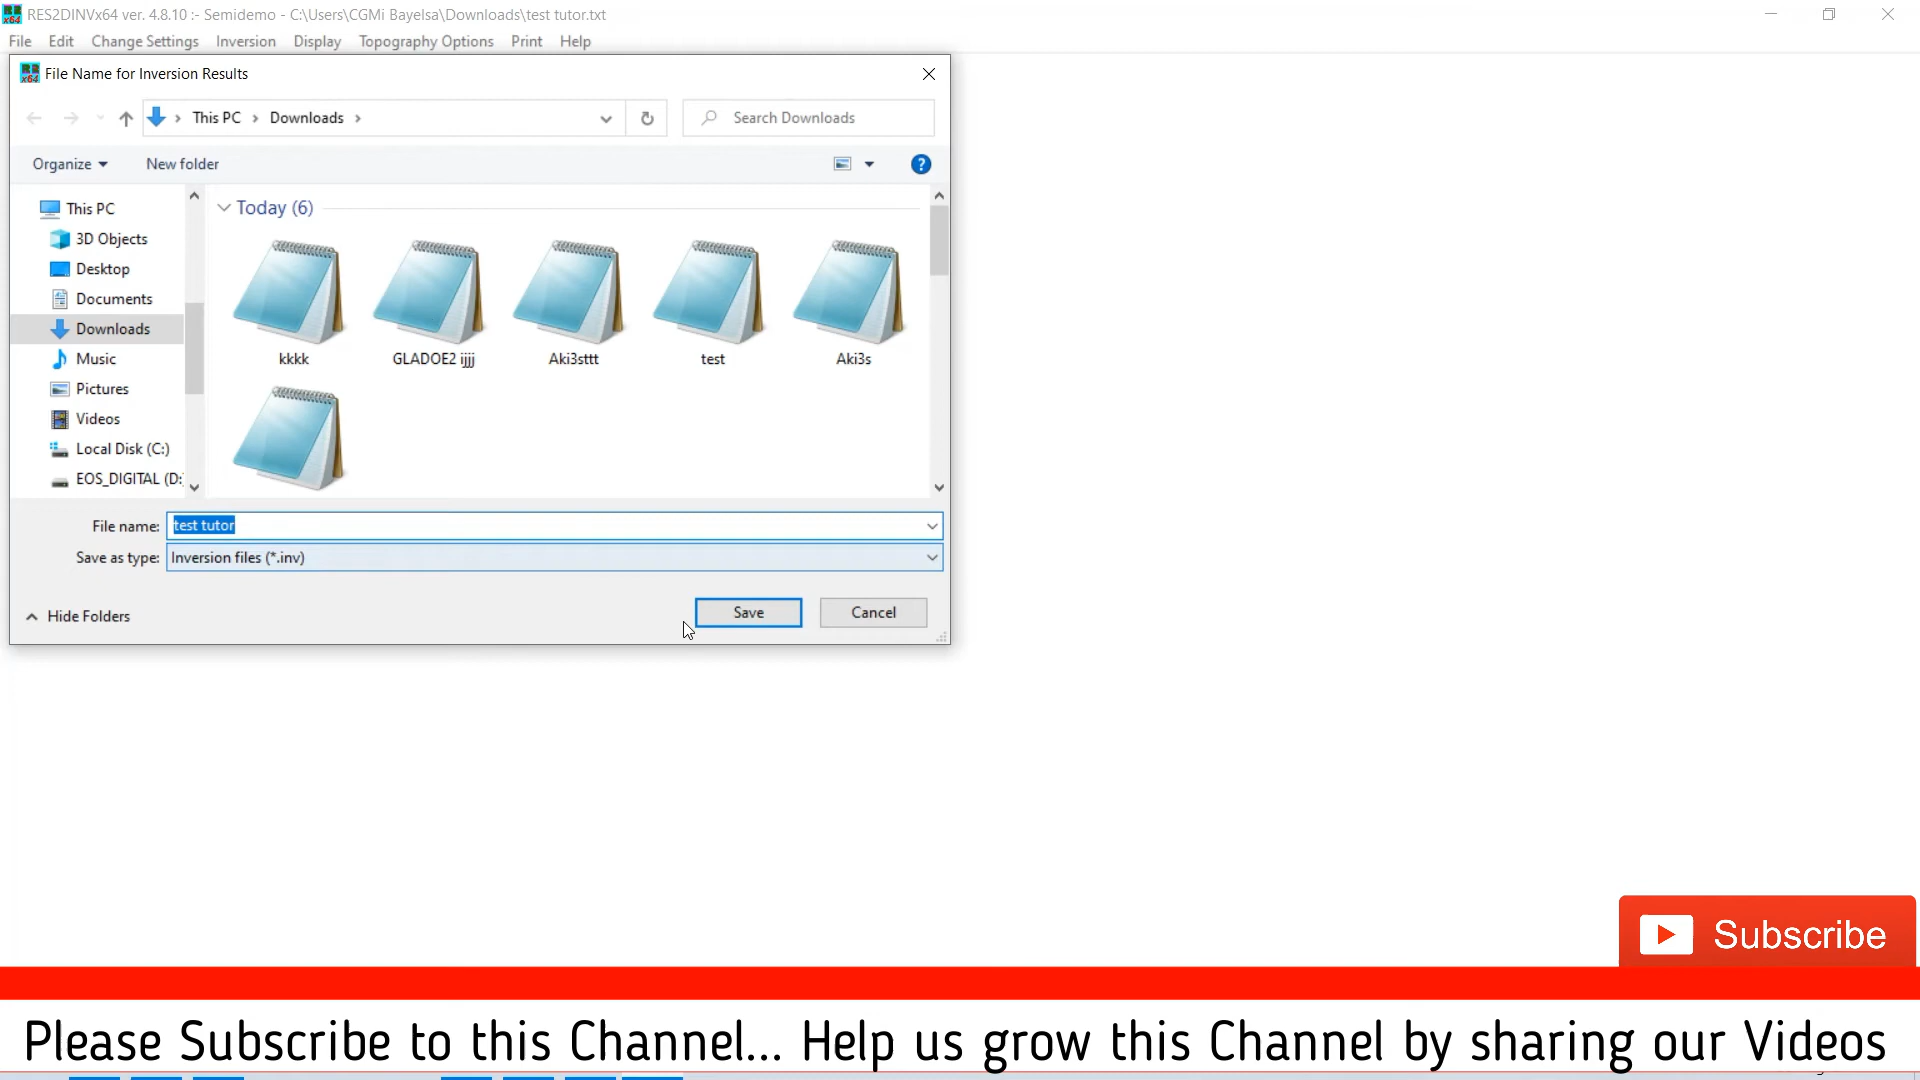 RES2DINVx64 ver. 4.8.10 :- Semidemo - C:\Users\CGMi Bayelsa\Downloads\test tutor.txt
File Edit Change Settings Inversion Display Topography Options Print Help
File Name for Inversion Results
This PC > Downloads >
Search Downloads
Organize
New folder
This PC
3D Objects
Desktop
Documents
Downloads
Music
Pictures
Videos
Local Disk (C:)
EOS_DIGITAL (D:
Today (6)
kkkk
GLADOE2 ijjj
Aki3sttt
test
Aki3s
File name: test tutor
Save as type: Inversion files (*.inv)
Hide Folders
Save
Cancel
Subscribe
Please Subscribe to this Channel... Help us grow this Channel by sharing our Videos